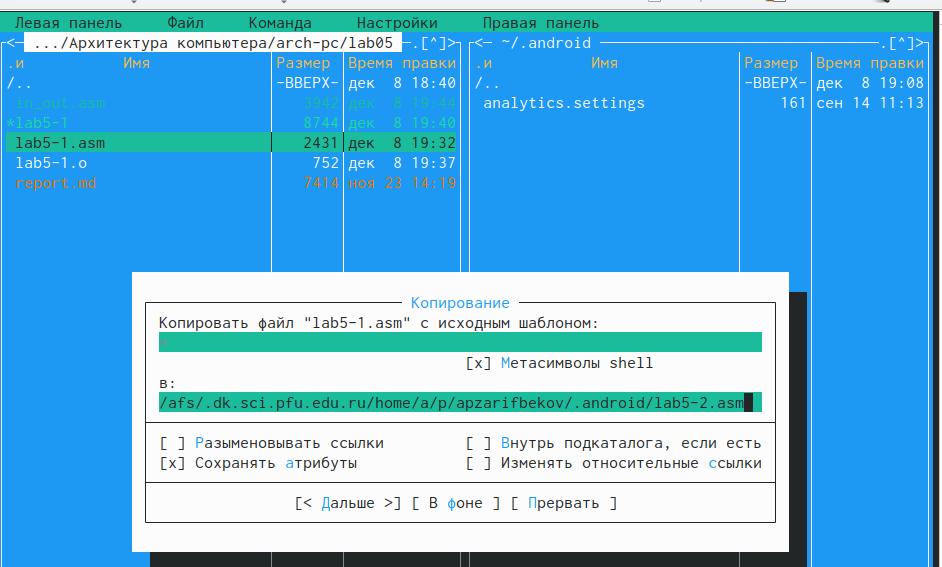 Левая панель Файл Команда Настройки Правая панель
<─ .../Архитектура компьютера/arch-pc/lab05 ─.[^]>
.и Имя Размер Время правки
/.. -ВВЕРХ- дек 8 18:40
in_out.asm 3942 дек 8 19:44
*lab5-1 8744 дек 8 19:40
lab5-1.asm 2431 дек 8 19:32
lab5-1.o 752 дек 8 19:37
report.md 7414 ноя 23 14:19
<─ ~/.android ─.[^]>
.и Имя Размер Время правки
/.. -ВВЕРХ- дек 8 19:08
analytics.settings 161 сен 14 11:13
Копирование
Копировать файл "lab5-1.asm" с исходным шаблоном:
[x] Метасимволы shell
в:
/afs/.dk.sci.pfu.edu.ru/home/a/p/apzarifbekov/.android/lab5-2.asm
[ ] Разыменовывать ссылки [ ] Внутрь подкаталога, если есть
[x] Сохранять атрибуты [ ] Изменять относительные ссылки
[< Дальше >] [ В фоне ] [ Прервать ]